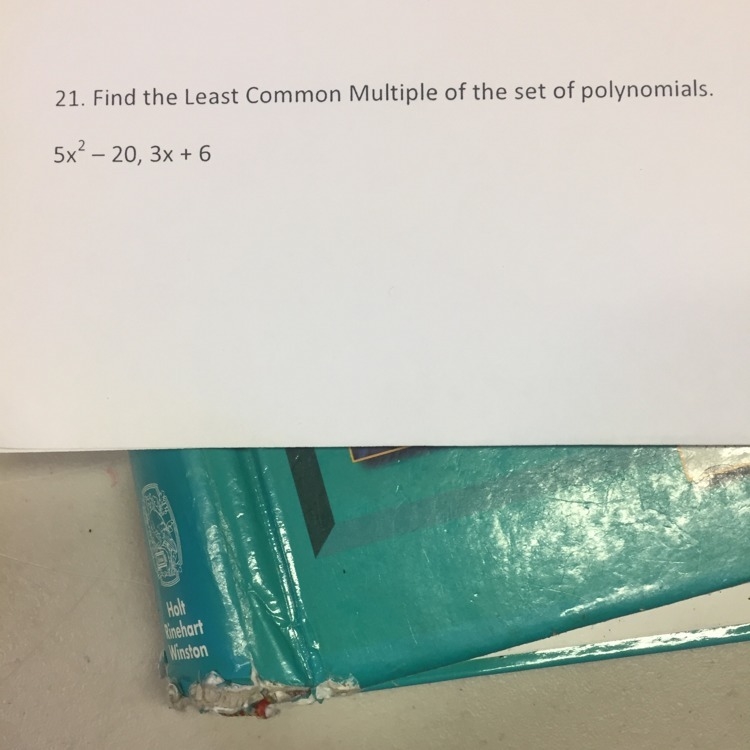 21. Find the Least Common Multiple of the set of polynomials.
5x² – 20, 3x + 6
Holt
Rinehart
Winston